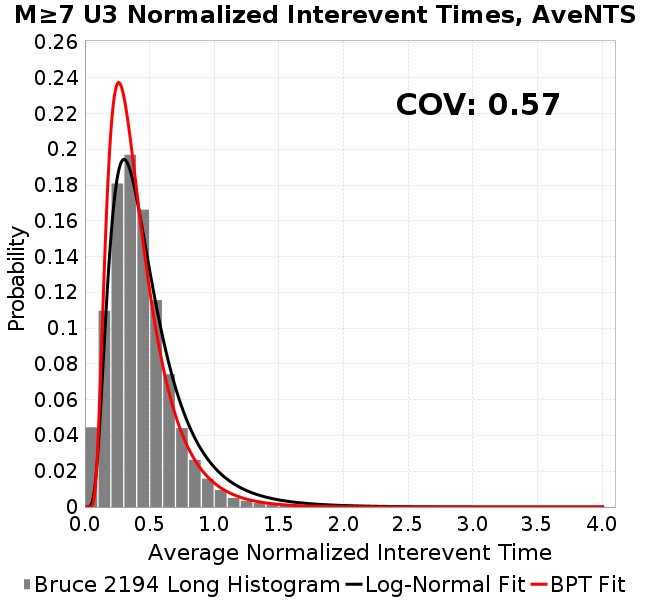 M≥7 U3 Normalized Interevent Times, AveNTS
COV: 0.57
Probability
0.26
0.24
0.22
0.2
0.18
0.16
0.14
0.12
0.1
0.08
0.06
0.04
0.02
0
0.0 0.5 1.0 1.5 2.0 2.5 3.0 3.5 4.0
Average Normalized Interevent Time
Bruce 2194 Long Histogram Log-Normal Fit BPT Fit